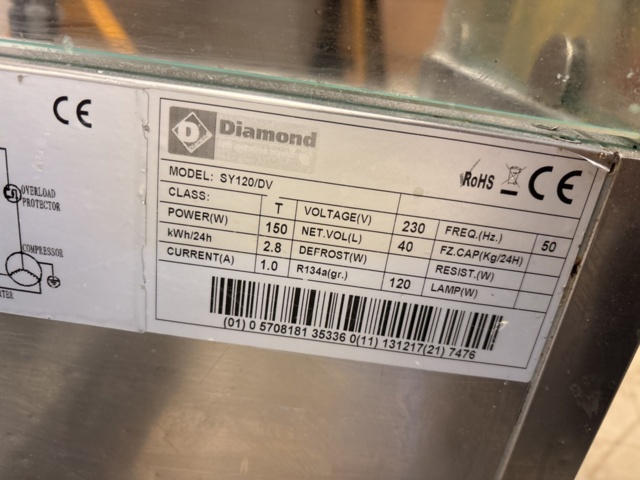 CE
OVERLOAD
PROTECTOR
COMPRESSOR
Diamond
MODEL: SY120/DV
RoHS CE
CLASS: T VOLTAGE(V) 230 FREQ.(Hz.) 50
POWER(W) 150 NET.VOL(L) 40 FZ.CAP(Kg/24H)
kWh/24h 2.8 DEFROST(W) RESIST.(W)
CURRENT(A) 1.0 R134a(gr.) 120 LAMP(W)
(01) 0 5708181 35336 0(11) 131217(21) 7476